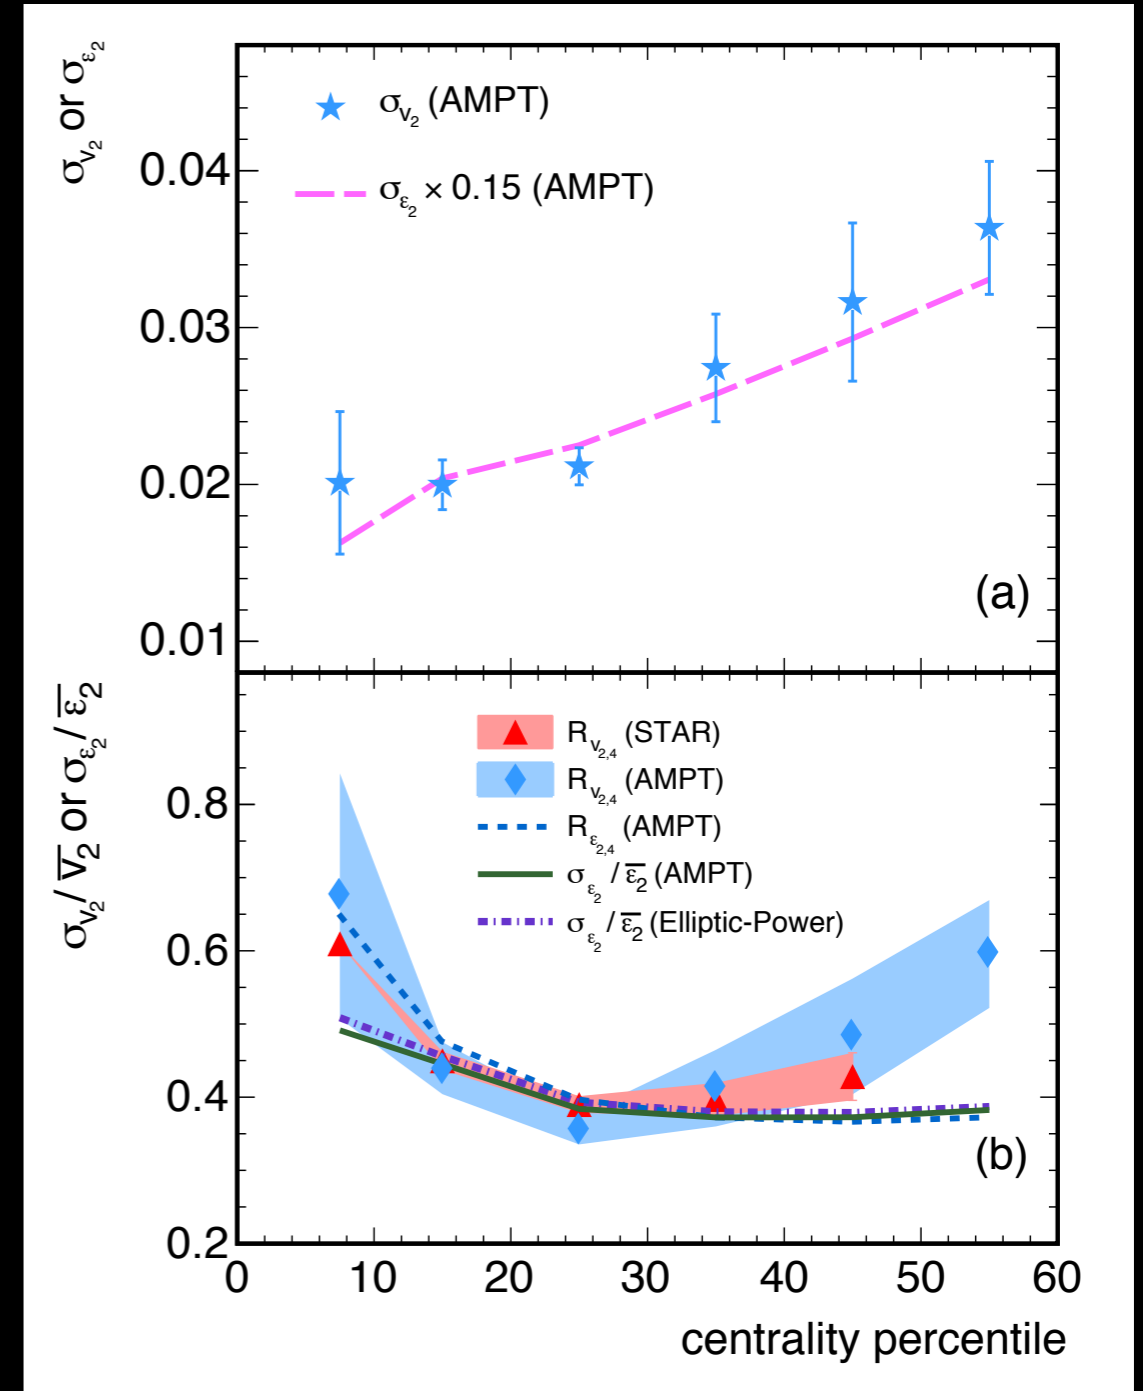 σv2 or σε2
σv2 (AMPT)
σε2 × 0.15 (AMPT)
0.04
0.03
0.02
0.01
(a)
σv2/v̅2 or σε2/ε̅2
Rv2,4 (STAR)
Rv2,4 (AMPT)
Rε2,4 (AMPT)
σε2 / ε̅2 (AMPT)
σε2 / ε̅2 (Elliptic-Power)
0.8
0.6
0.4
0.2
(b)
0 10 20 30 40 50 60
centrality percentile